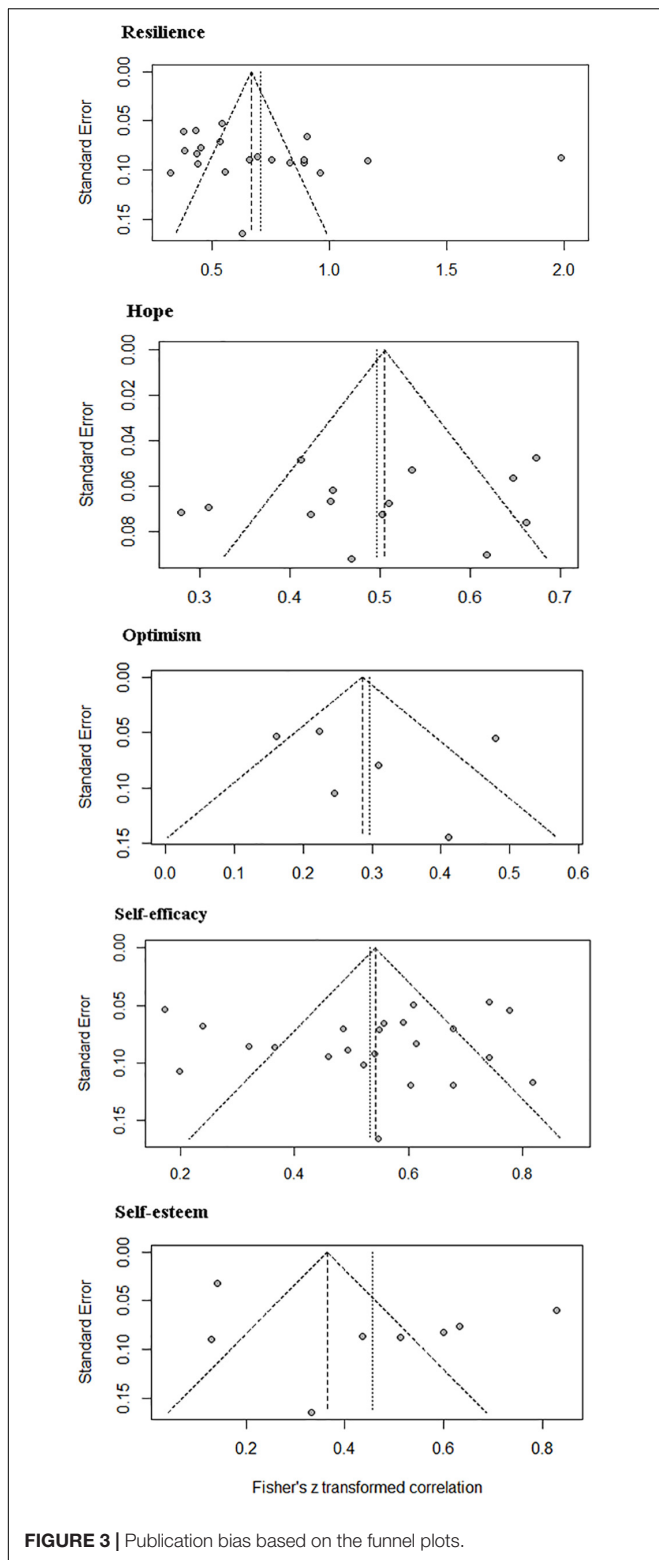 Resilience
Standard Error
0.00
0.05
0.10
0.15
0.5 1.0 1.5 2.0
Hope
Standard Error
0.00
0.02
0.04
0.06
0.08
0.3 0.4 0.5 0.6 0.7
Optimism
Standard Error
0.00
0.05
0.10
0.15
0.0 0.1 0.2 0.3 0.4 0.5 0.6
Self-efficacy
Standard Error
0.00
0.05
0.10
0.15
0.2 0.4 0.6 0.8
Self-esteem
Standard Error
0.00
0.05
0.10
0.15
0.2 0.4 0.6 0.8
Fisher's z transformed correlation
FIGURE 3 | Publication bias based on the funnel plots.